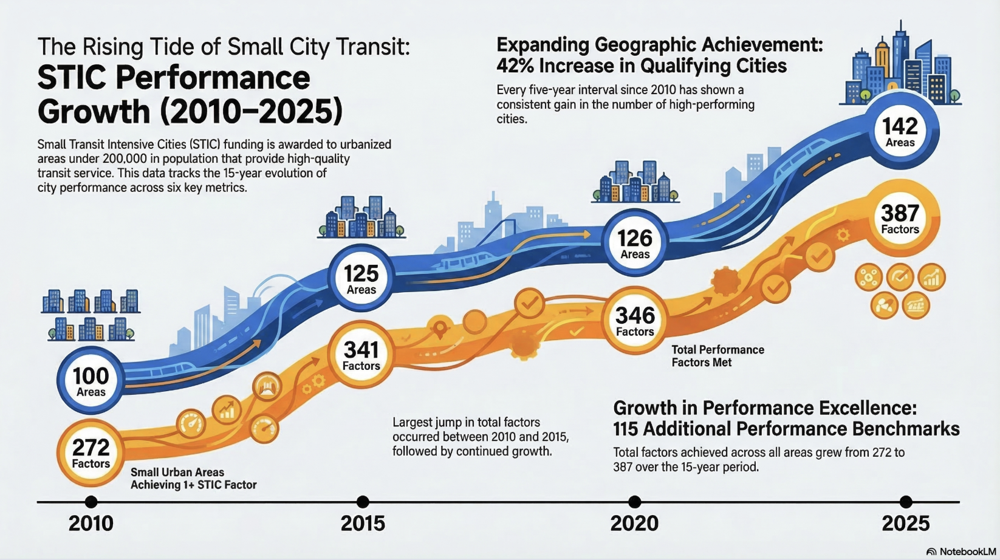 The Rising Tide of Small City Transit:
STIC Performance
Growth (2010–2025)
Small Transit Intensive Cities (STIC) funding is awarded to urbanized
areas under 200,000 in population that provide high-quality
transit service. This data tracks the 15-year evolution of
city performance across six key metrics.
Expanding Geographic Achievement:
42% Increase in Qualifying Cities
Every five-year interval since 2010 has shown a
consistent gain in the number of high-performing
cities.
100
Areas
125
Areas
126
Areas
142
Areas
272
Factors
341
Factors
346
Factors
387
Factors
Small Urban Areas
Achieving 1+ STIC Factor
Total Performance
Factors Met
Largest jump in total factors
occurred between 2010 and 2015,
followed by continued growth.
Growth in Performance Excellence:
115 Additional Performance Benchmarks
Total factors achieved across all areas grew from 272 to
387 over the 15-year period.
2010
2015
2020
2025
NotebookLM